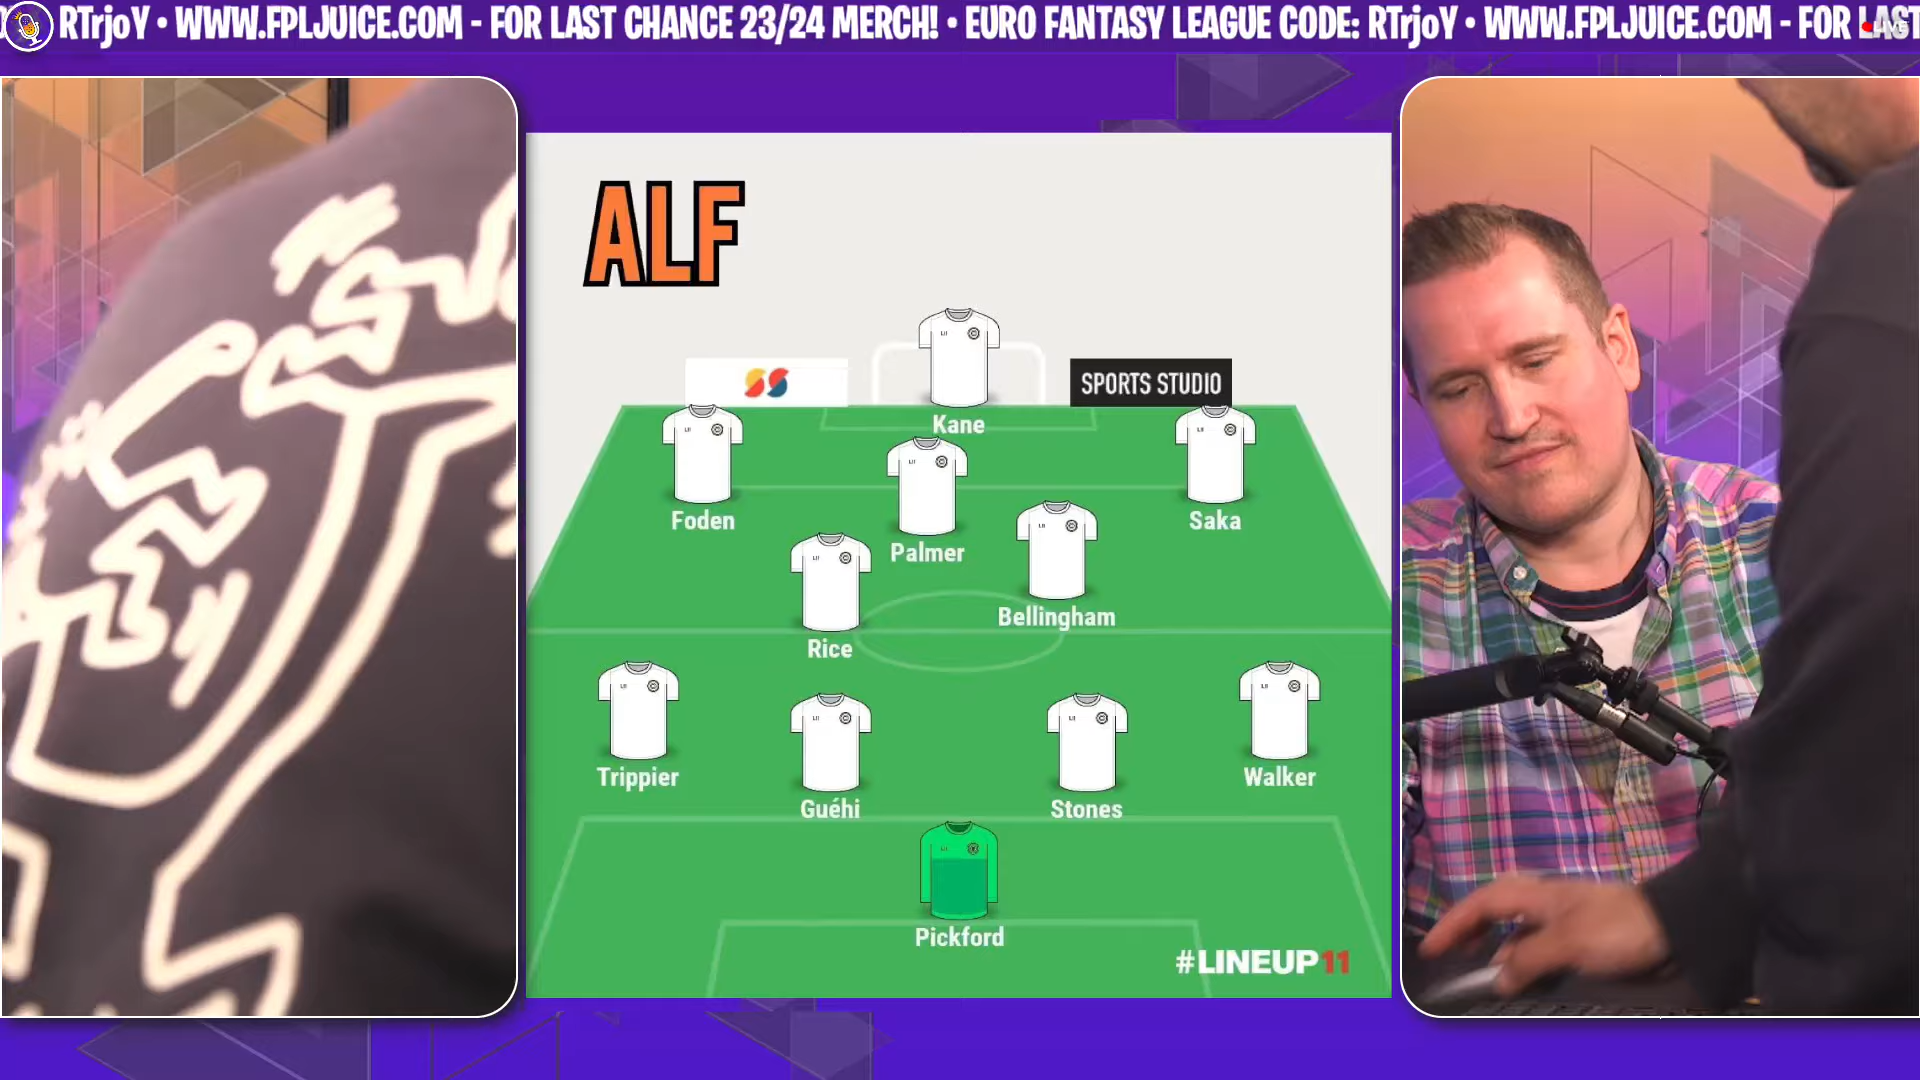 RTrjoY • WWW.FPLJUICE.COM - FOR LAST CHANCE 23/24 MERCH! • EURO FANTASY LEAGUE CODE: RTrjoY • WWW.FPLJUICE.COM - FOR LAST
ALF
SPORTS STUDIO
Kane
Foden
Saka
Palmer
Bellingham
Rice
Trippier
Walker
Guéhi
Stones
Pickford
#LINEUP11